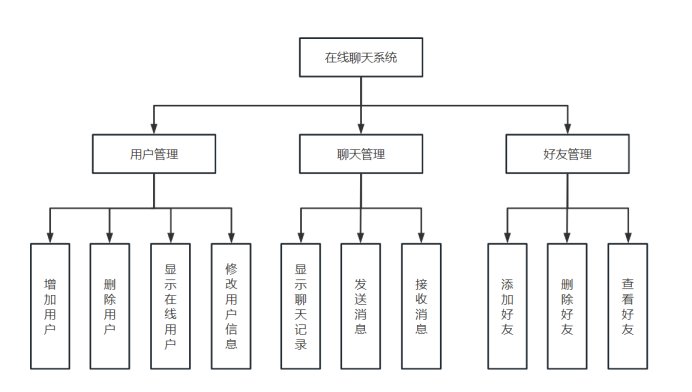 在线聊天系统
用户管理
聊天管理
好友管理
增加用户
删除用户
显示在线用户
修改用户信息
显示聊天记录
发送消息
接收消息
添加好友
删除好友
查看好友